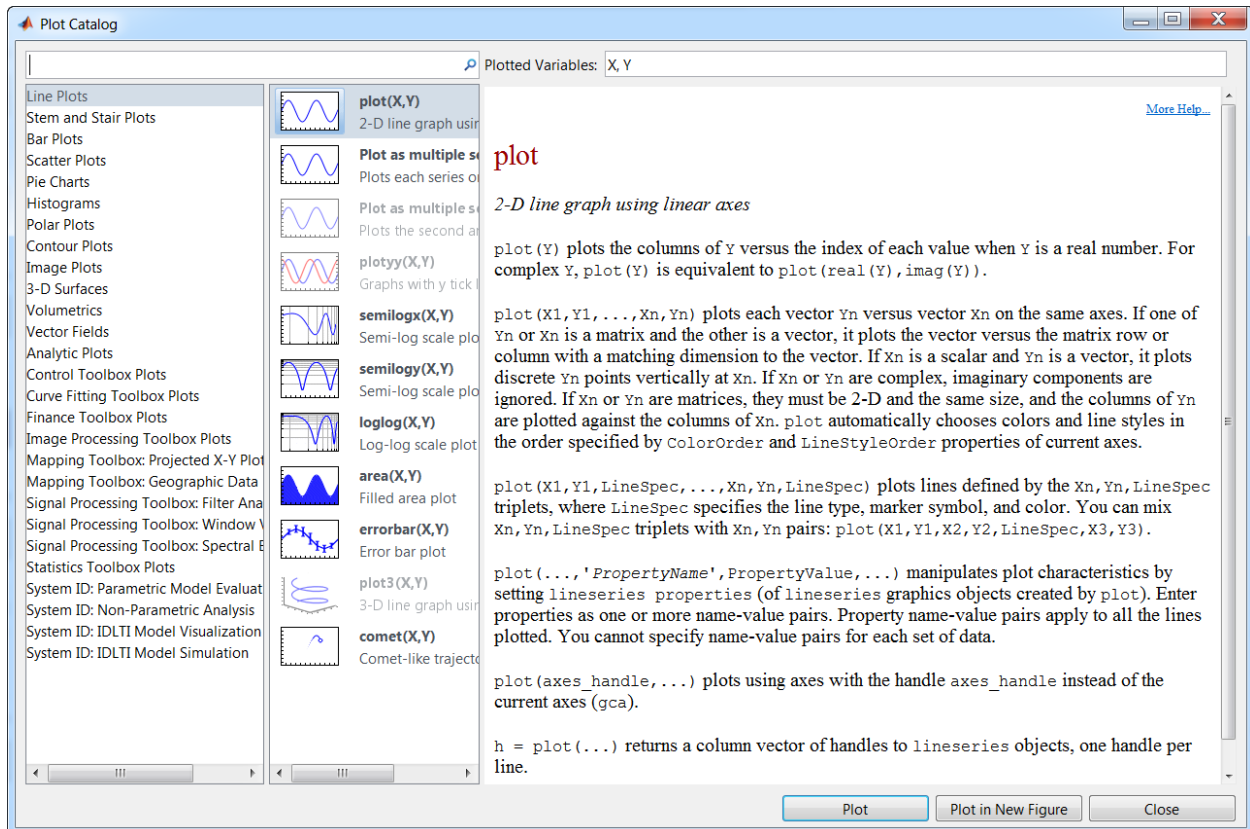 Plot Catalog
Plotted Variables: X, Y
Line Plots
Stem and Stair Plots
Bar Plots
Scatter Plots
Pie Charts
Histograms
Polar Plots
Contour Plots
Image Plots
3-D Surfaces
Volumetrics
Vector Fields
Analytic Plots
Control Toolbox Plots
Curve Fitting Toolbox Plots
Finance Toolbox Plots
Image Processing Toolbox Plots
Mapping Toolbox: Projected X-Y Plot
Mapping Toolbox: Geographic Data
Signal Processing Toolbox: Filter Ana
Signal Processing Toolbox: Window
Signal Processing Toolbox: Spectral
Statistics Toolbox Plots
System ID: Parametric Model Evaluat
System ID: Non-Parametric Analysis
System ID: IDLTI Model Visualization
System ID: IDLTI Model Simulation
plot(X,Y)
2-D line graph usin
Plot as multiple se
Plots each series o
Plot as multiple se
Plots the second ar
plotyy(X,Y)
Graphs with y tick l
semilogx(X,Y)
Semi-log scale plo
semilogy(X,Y)
Semi-log scale plo
loglog(X,Y)
Log-log scale plot
area(X,Y)
Filled area plot
errorbar(X,Y)
Error bar plot
plot3(X,Y)
3-D line graph usin
comet(X,Y)
Comet-like trajecto
More Help...
plot
2-D line graph using linear axes
plot(Y) plots the columns of Y versus the index of each value when Y is a real number. For
complex Y, plot(Y) is equivalent to plot(real(Y),imag(Y)).
plot(X1,Y1,...,Xn,Yn) plots each vector Yn versus vector Xn on the same axes. If one of
Yn or Xn is a matrix and the other is a vector, it plots the vector versus the matrix row or
column with a matching dimension to the vector. If Xn is a scalar and Yn is a vector, it plots
discrete Yn points vertically at Xn. If Xn or Yn are complex, imaginary components are
ignored. If Xn or Yn are matrices, they must be 2-D and the same size, and the columns of Yn
are plotted against the columns of Xn. plot automatically chooses colors and line styles in
the order specified by ColorOrder and LineStyleOrder properties of current axes.
plot(X1,Y1,LineSpec,...,Xn,Yn,LineSpec) plots lines defined by the Xn,Yn,LineSpec
triplets, where LineSpec specifies the line type, marker symbol, and color. You can mix
Xn,Yn,LineSpec triplets with Xn,Yn pairs: plot(X1,Y1,X2,Y2,LineSpec,X3,Y3).
plot(...,'PropertyName',PropertyValue,...) manipulates plot characteristics by
setting lineseries properties (of lineseries graphics objects created by plot). Enter
properties as one or more name-value pairs. Property name-value pairs apply to all the lines
plotted. You cannot specify name-value pairs for each set of data.
plot(axes_handle,...) plots using axes with the handle axes_handle instead of the
current axes (gca).
h = plot(...) returns a column vector of handles to lineseries objects, one handle per
line.
Plot
Plot in New Figure
Close